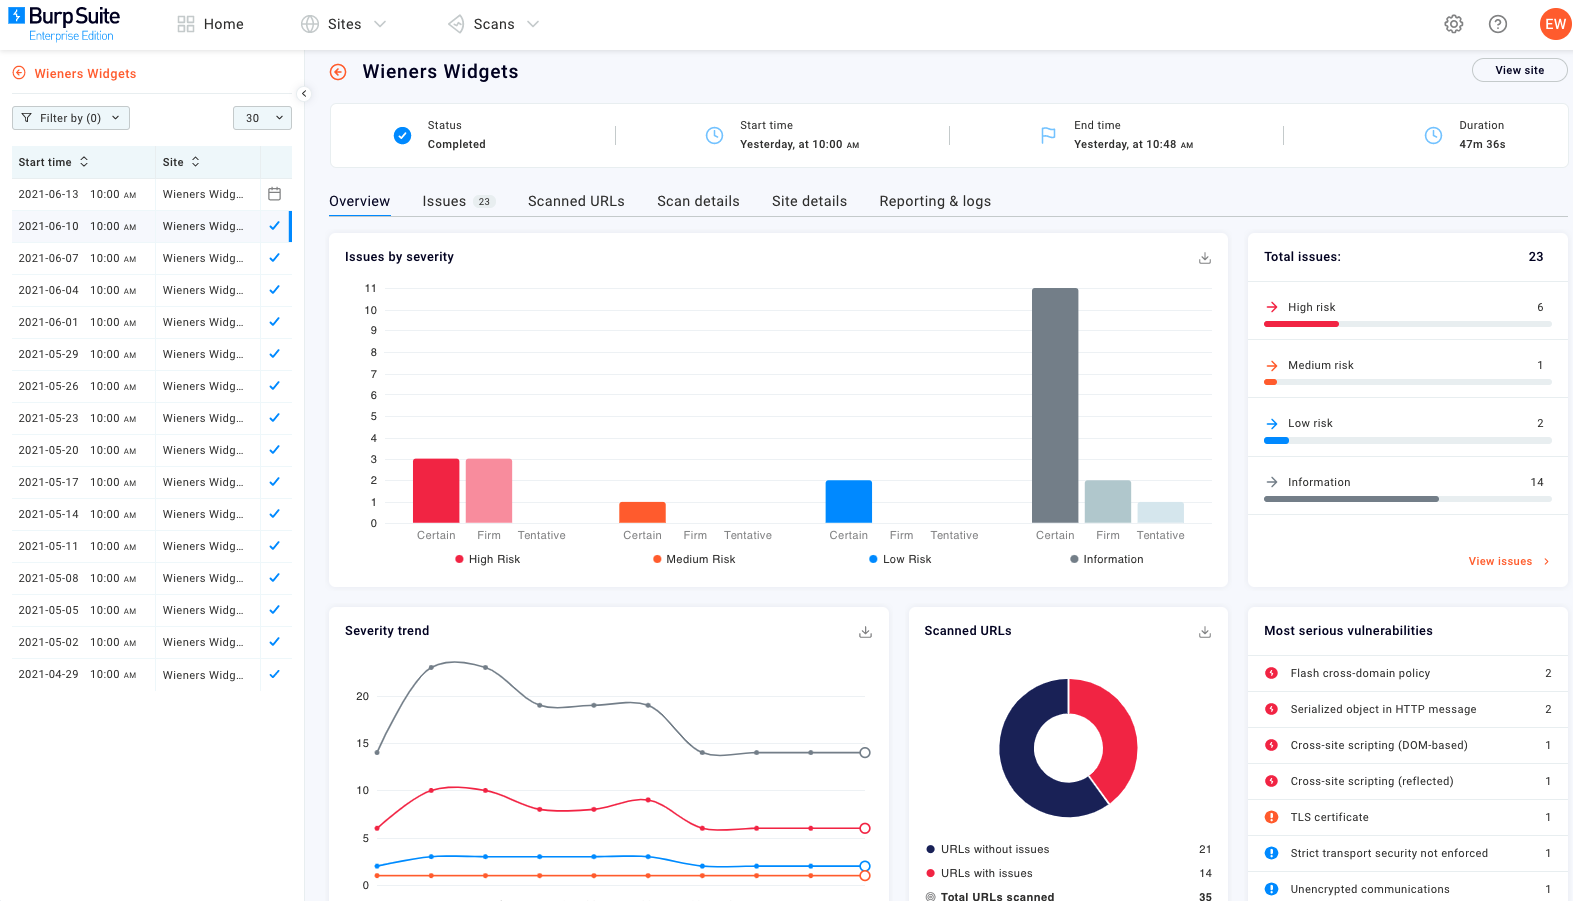 Burp Suite
Enterprise Edition
Home
Sites
Scans
EW
Wieners Widgets
Filter by (0)
30
Start time
Site
2021-06-13 10:00 AM Wieners Widg...
2021-06-10 10:00 AM Wieners Widg...
2021-06-07 10:00 AM Wieners Widg...
2021-06-04 10:00 AM Wieners Widg...
2021-06-01 10:00 AM Wieners Widg...
2021-05-29 10:00 AM Wieners Widg...
2021-05-26 10:00 AM Wieners Widg...
2021-05-23 10:00 AM Wieners Widg...
2021-05-20 10:00 AM Wieners Widg...
2021-05-17 10:00 AM Wieners Widg...
2021-05-14 10:00 AM Wieners Widg...
2021-05-11 10:00 AM Wieners Widg...
2021-05-08 10:00 AM Wieners Widg...
2021-05-05 10:00 AM Wieners Widg...
2021-05-02 10:00 AM Wieners Widg...
2021-04-29 10:00 AM Wieners Widg...
Wieners Widgets
View site
Status
Completed
Start time
Yesterday, at 10:00 AM
End time
Yesterday, at 10:48 AM
Duration
47m 36s
Overview
Issues 23
Scanned URLs
Scan details
Site details
Reporting & logs
Issues by severity
11
10
9
8
7
6
5
4
3
2
1
0
Certain Firm Tentative
Certain Firm Tentative
Certain Firm Tentative
Certain Firm Tentative
High Risk
Medium Risk
Low Risk
Information
Total issues: 23
High risk 6
Medium risk 1
Low risk 2
Information 14
View issues
Severity trend
20
15
10
5
0
Scanned URLs
URLs without issues 21
URLs with issues 14
Total URLs scanned 35
Most serious vulnerabilities
Flash cross-domain policy 2
Serialized object in HTTP message 2
Cross-site scripting (DOM-based) 1
Cross-site scripting (reflected) 1
TLS certificate 1
Strict transport security not enforced 1
Unencrypted communications 1